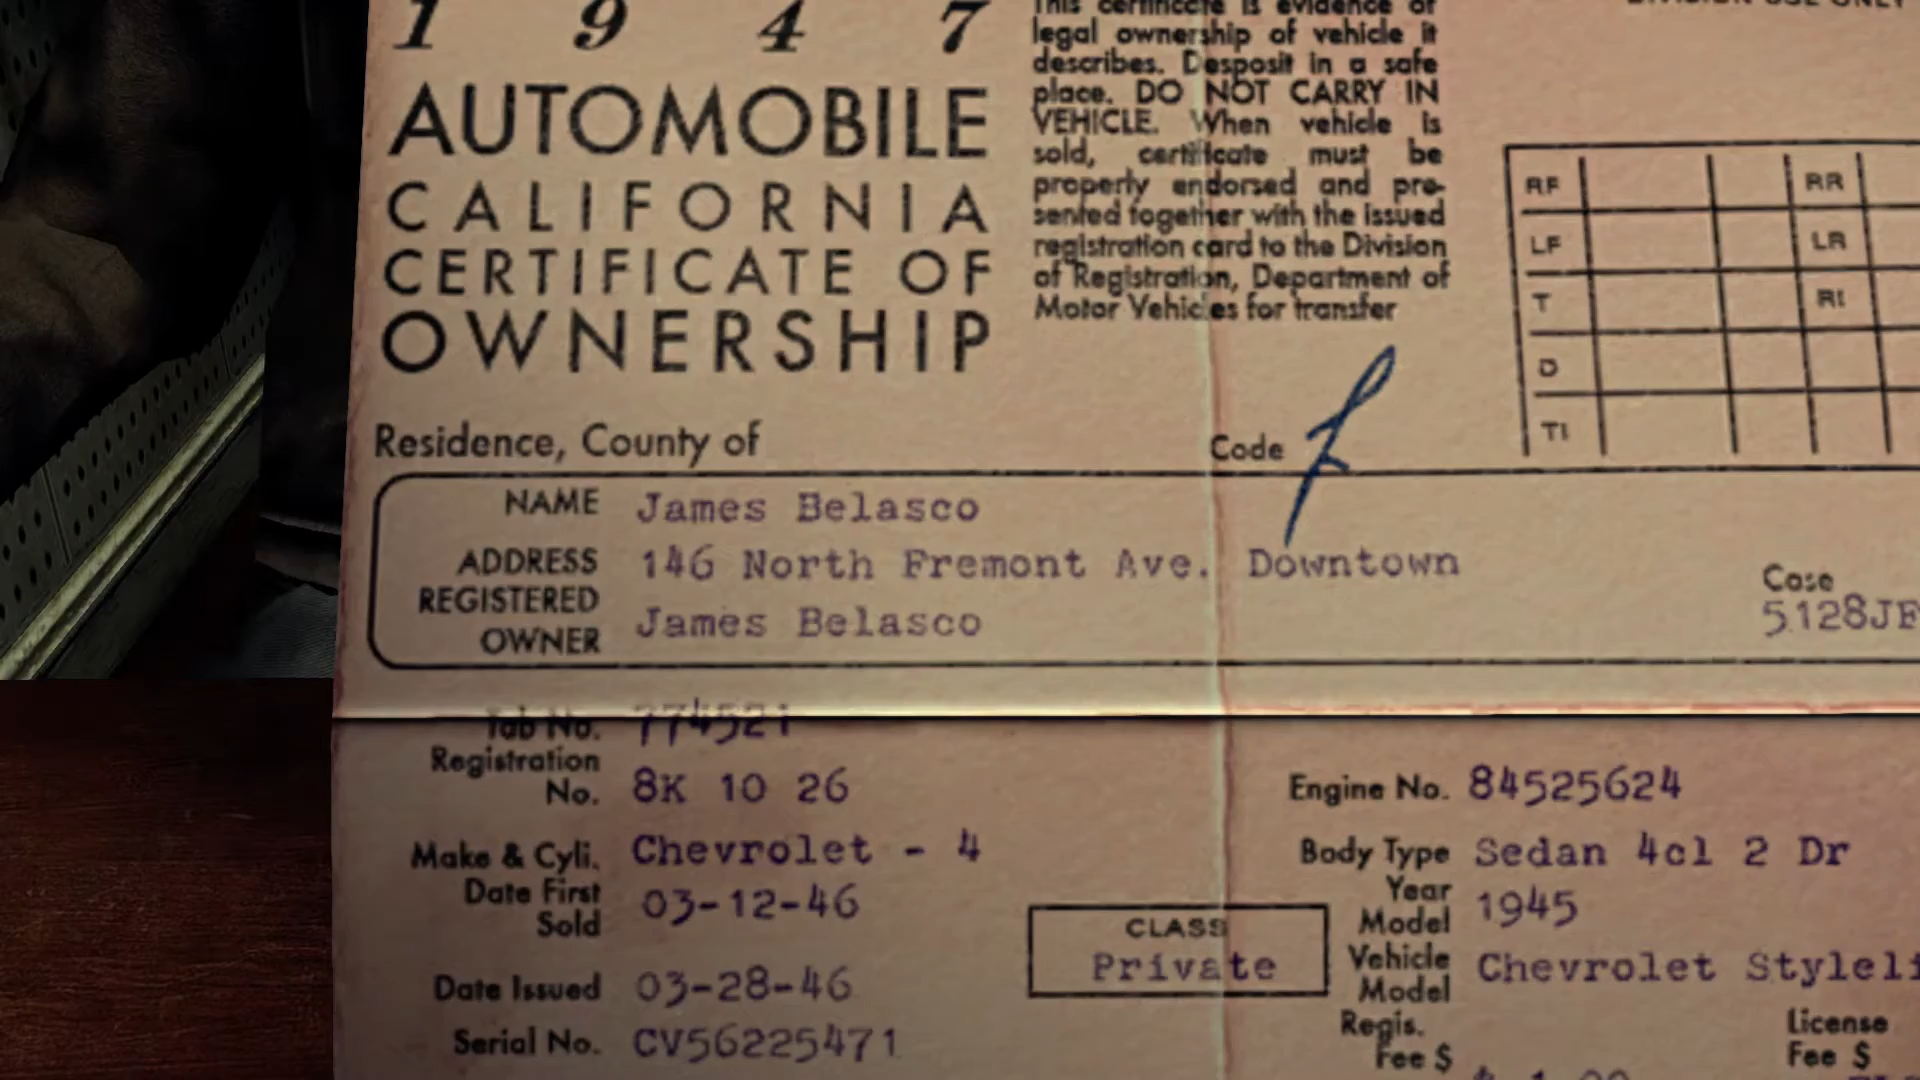 1 9 4 7
AUTOMOBILE
CALIFORNIA
CERTIFICATE OF
OWNERSHIP
This certificate is evidence of
legal ownership of vehicle it
describes. Desposit in a safe
place. DO NOT CARRY IN
VEHICLE. When vehicle is
sold, certificate must be
properly endorsed and pre-
sented together with the issued
registration card to the Division
of Registration, Department of
Motor Vehicles for transfer
DIVISION USE ONLY
RF RR
LF LR
T RI
D
TI
Residence, County of
Code
NAME James Belasco
ADDRESS 146 North Fremont Ave. Downtown
REGISTERED
OWNER James Belasco
Case
5128JF
Tab No. 774521
Registration
No. 8K 10 26
Engine No. 84525624
Make & Cyli. Chevrolet - 4
Body Type Sedan 4cl 2 Dr
Date First
Sold 03-12-46
Year
Model 1945
CLASS
Private
Vehicle
Model Chevrolet Styleli
Date Issued 03-28-46
Serial No. CV56225471
Regis.
Fee $
License
Fee $